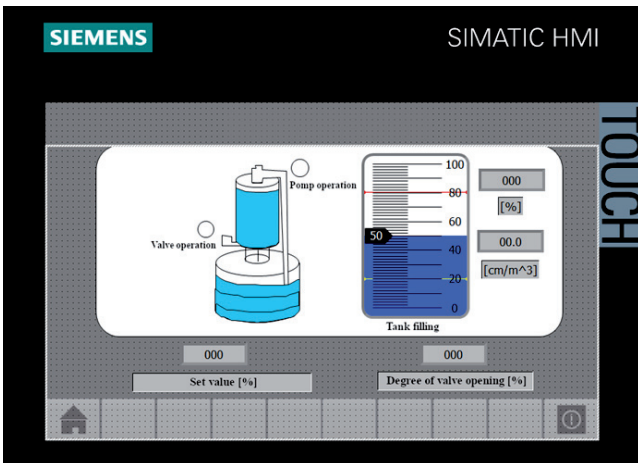 SIEMENS
SIMATIC HMI
TOUCH
Pomp operation
Valve operation
100
80
60
50
40
20
0
Tank filling
000
[%]
00.0
[cm/m^3]
000
000
Set value [%]
Degree of valve opening [%]